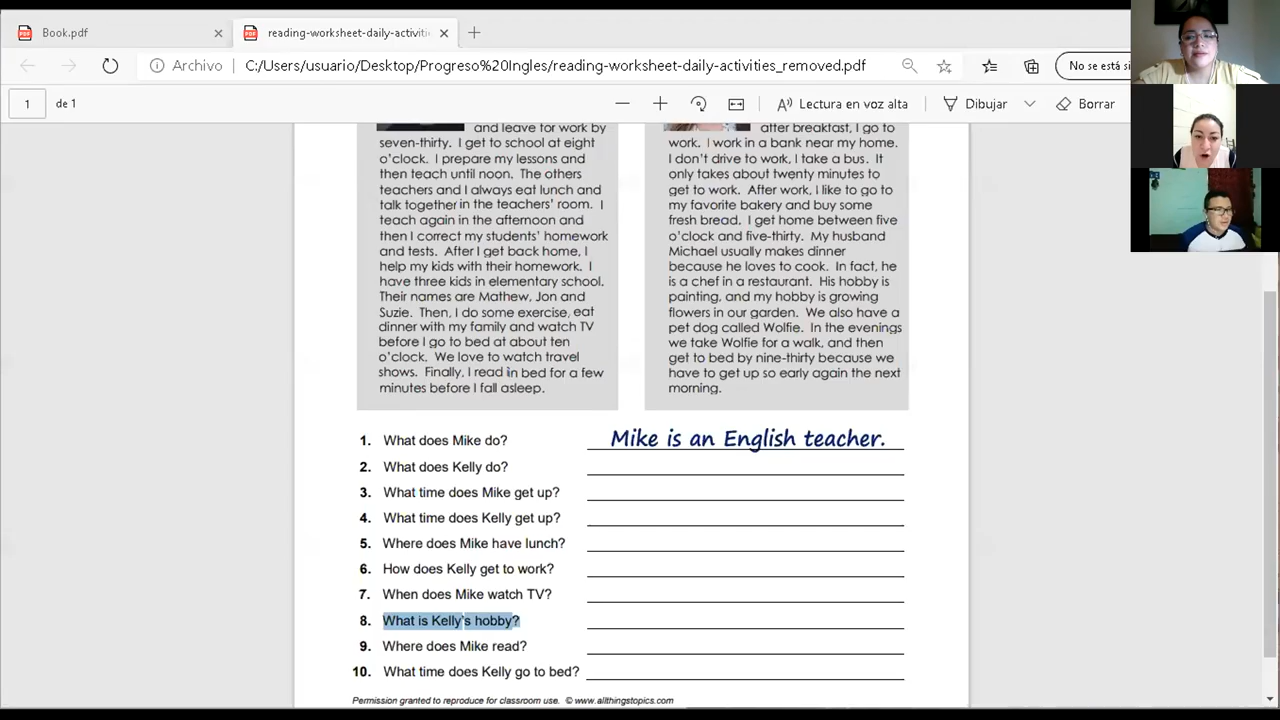 Book.pdf
reading-worksheet-daily-activiti
Archivo
C:/Users/usuario/Desktop/Progreso%20Ingles/reading-worksheet-daily-activities_removed.pdf
No se está si
1
de 1
Lectura en voz alta
Dibujar
Borrar
and leave for work by
seven-thirty. I get to school at eight
o'clock. I prepare my lessons and
then teach until noon. The others
teachers and I always eat lunch and
talk together in the teachers' room. I
teach again in the afternoon and
then I correct my students' homework
and tests. After I get back home, I
help my kids with their homework. I
have three kids in elementary school.
Their names are Mathew, Jon and
Suzie. Then, I do some exercise, eat
dinner with my family and watch TV
before I go to bed at about ten
o'clock. We love to watch travel
shows. Finally, I read in bed for a few
minutes before I fall asleep.
after breakfast, I go to
work. I work in a bank near my home.
I don't drive to work, I take a bus. It
only takes about twenty minutes to
get to work. After work, I like to go to
my favorite bakery and buy some
fresh bread. I get home between five
o'clock and five-thirty. My husband
Michael usually makes dinner
because he loves to cook. In fact, he
is a chef in a restaurant. His hobby is
painting, and my hobby is growing
flowers in our garden. We also have a
pet dog called Wolfie. In the evenings
we take Wolfie for a walk, and then
get to bed by nine-thirty because we
have to get up so early again the next
morning.
1. What does Mike do? Mike is an English teacher.
2. What does Kelly do?
3. What time does Mike get up?
4. What time does Kelly get up?
5. Where does Mike have lunch?
6. How does Kelly get to work?
7. When does Mike watch TV?
8. What is Kelly's hobby?
9. Where does Mike read?
10. What time does Kelly go to bed?
Permission granted to reproduce for classroom use. © www.allthingstopics.com